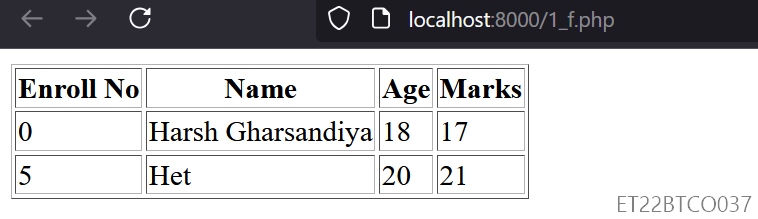 localhost:8000/1_f.php
Enroll No Name Age Marks
0 Harsh Gharsandiya 18 17
5 Het 20 21
ET22BTCO037